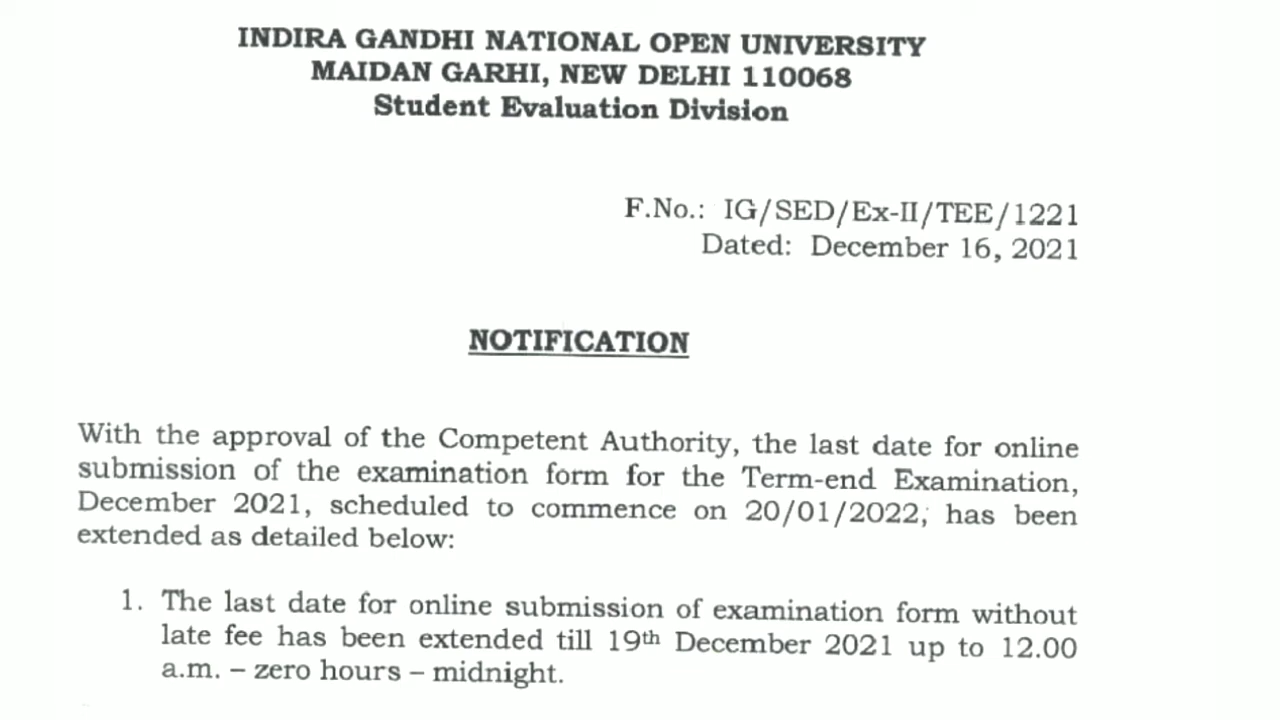 INDIRA GANDHI NATIONAL OPEN UNIVERSITY
MAIDAN GARHI, NEW DELHI 110068
Student Evaluation Division
F.No.: IG/SED/Ex-II/TEE/1221
Dated: December 16, 2021
NOTIFICATION
With the approval of the Competent Authority, the last date for online
submission of the examination form for the Term-end Examination,
December 2021, scheduled to commence on 20/01/2022, has been
extended as detailed below:
1. The last date for online submission of examination form without
late fee has been extended till 19th December 2021 up to 12.00
a.m. – zero hours – midnight.